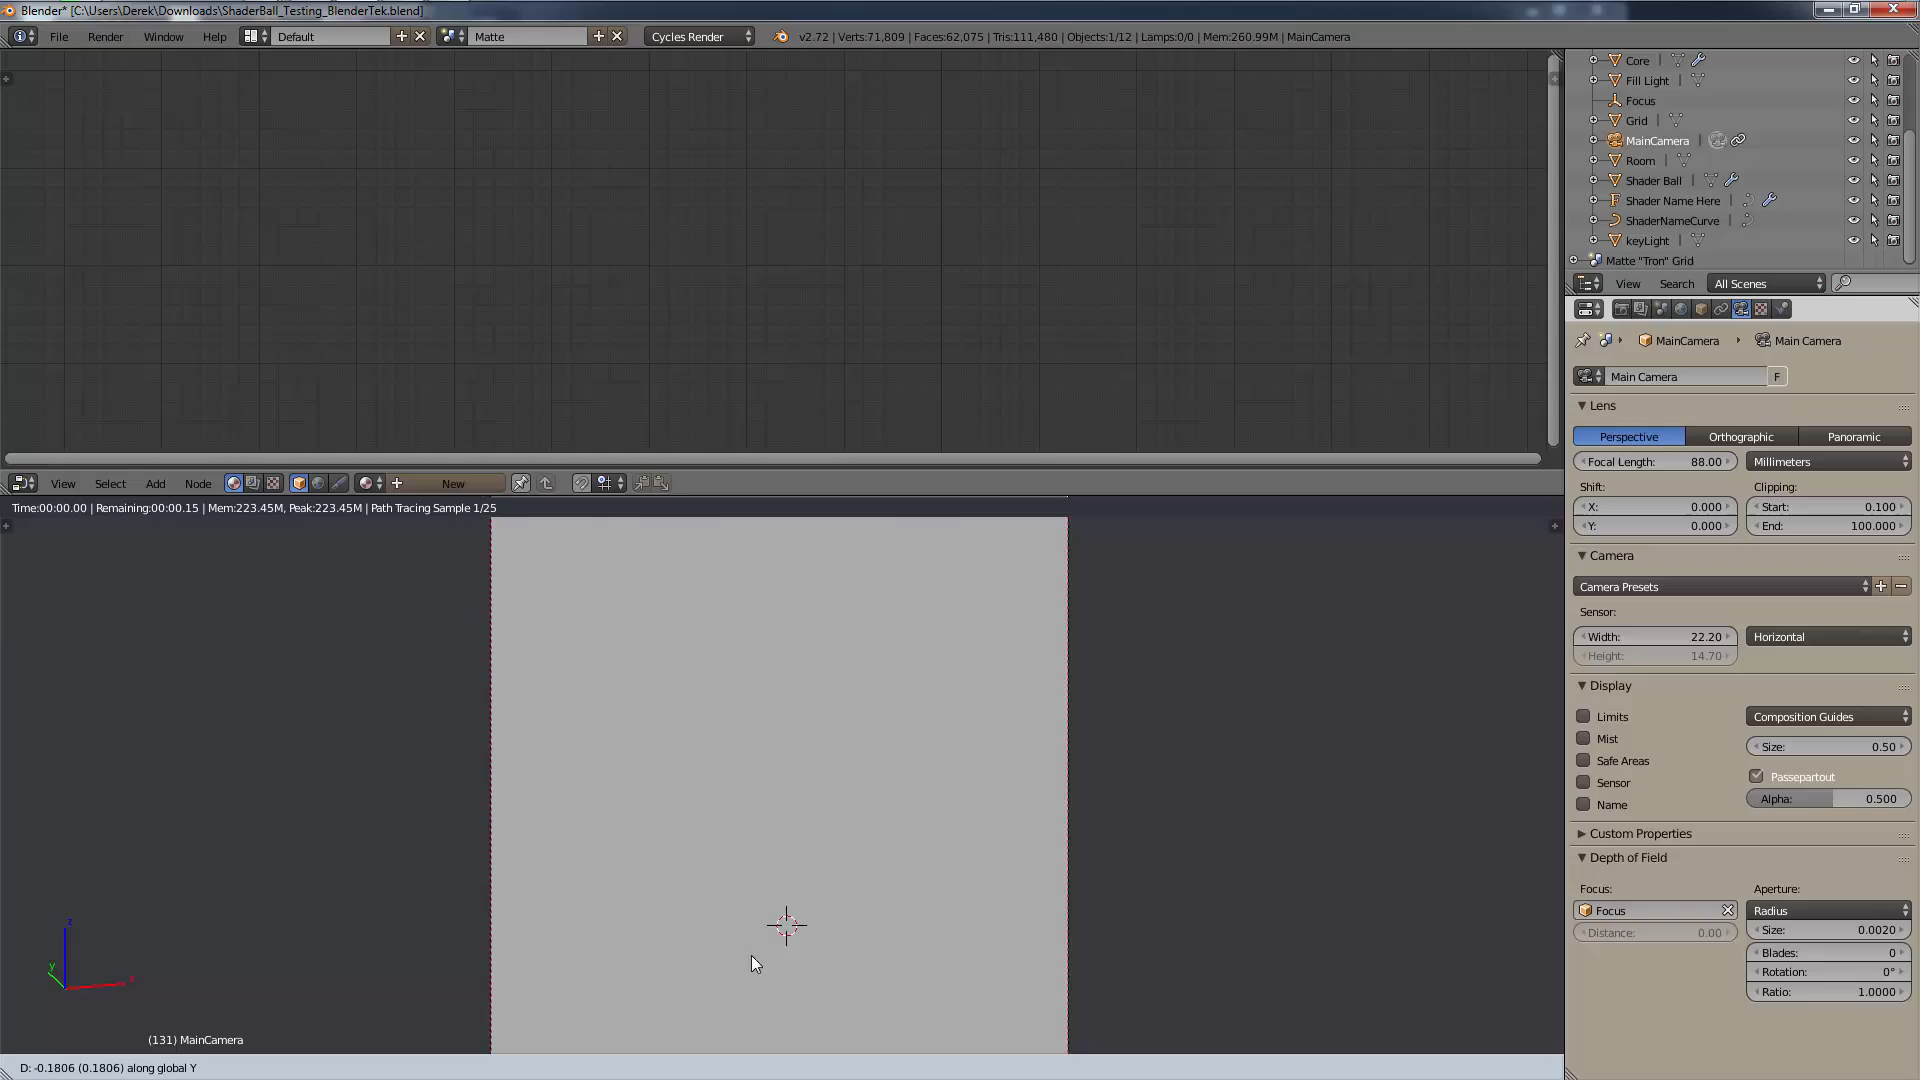 Blender* [C:\Users\Derek\Downloads\ShaderBall_Testing_BlenderTek.blend]
File Render Window Help Default Matte Cycles Render v2.72 | Verts:71,809 | Faces:62,075 | Tris:111,480 | Objects:1/12 | Lamps:0/0 | Mem:260.99M | MainCamera
Core
Fill Light
Focus
Grid
MainCamera
Room
Shader Ball
Shader Name Here
ShaderNameCurve
keyLight
Matte "Tron" Grid
View Search All Scenes
MainCamera Main Camera
Main Camera F
Lens
Perspective Orthographic Panoramic
Focal Length: 88.00 Millimeters
Shift: Clipping:
X: 0.000 Start: 0.100
Y: 0.000 End: 100.000
Camera
Camera Presets
Sensor:
Width: 22.20 Horizontal
Height: 14.70
Display
Limits Composition Guides
Mist Size: 0.50
Safe Areas
Sensor Passepartout
Name Alpha: 0.500
Custom Properties
Depth of Field
Focus: Aperture:
Focus Radius
Distance: 0.00 Size: 0.0020
Blades: 0
Rotation: 0°
Ratio: 1.0000
View Select Add Node New
Time:00:00.00 | Remaining:00:00.15 | Mem:223.45M, Peak:223.45M | Path Tracing Sample 1/25
z
y
x
(131) MainCamera
D: -0.1806 (0.1806) along global Y